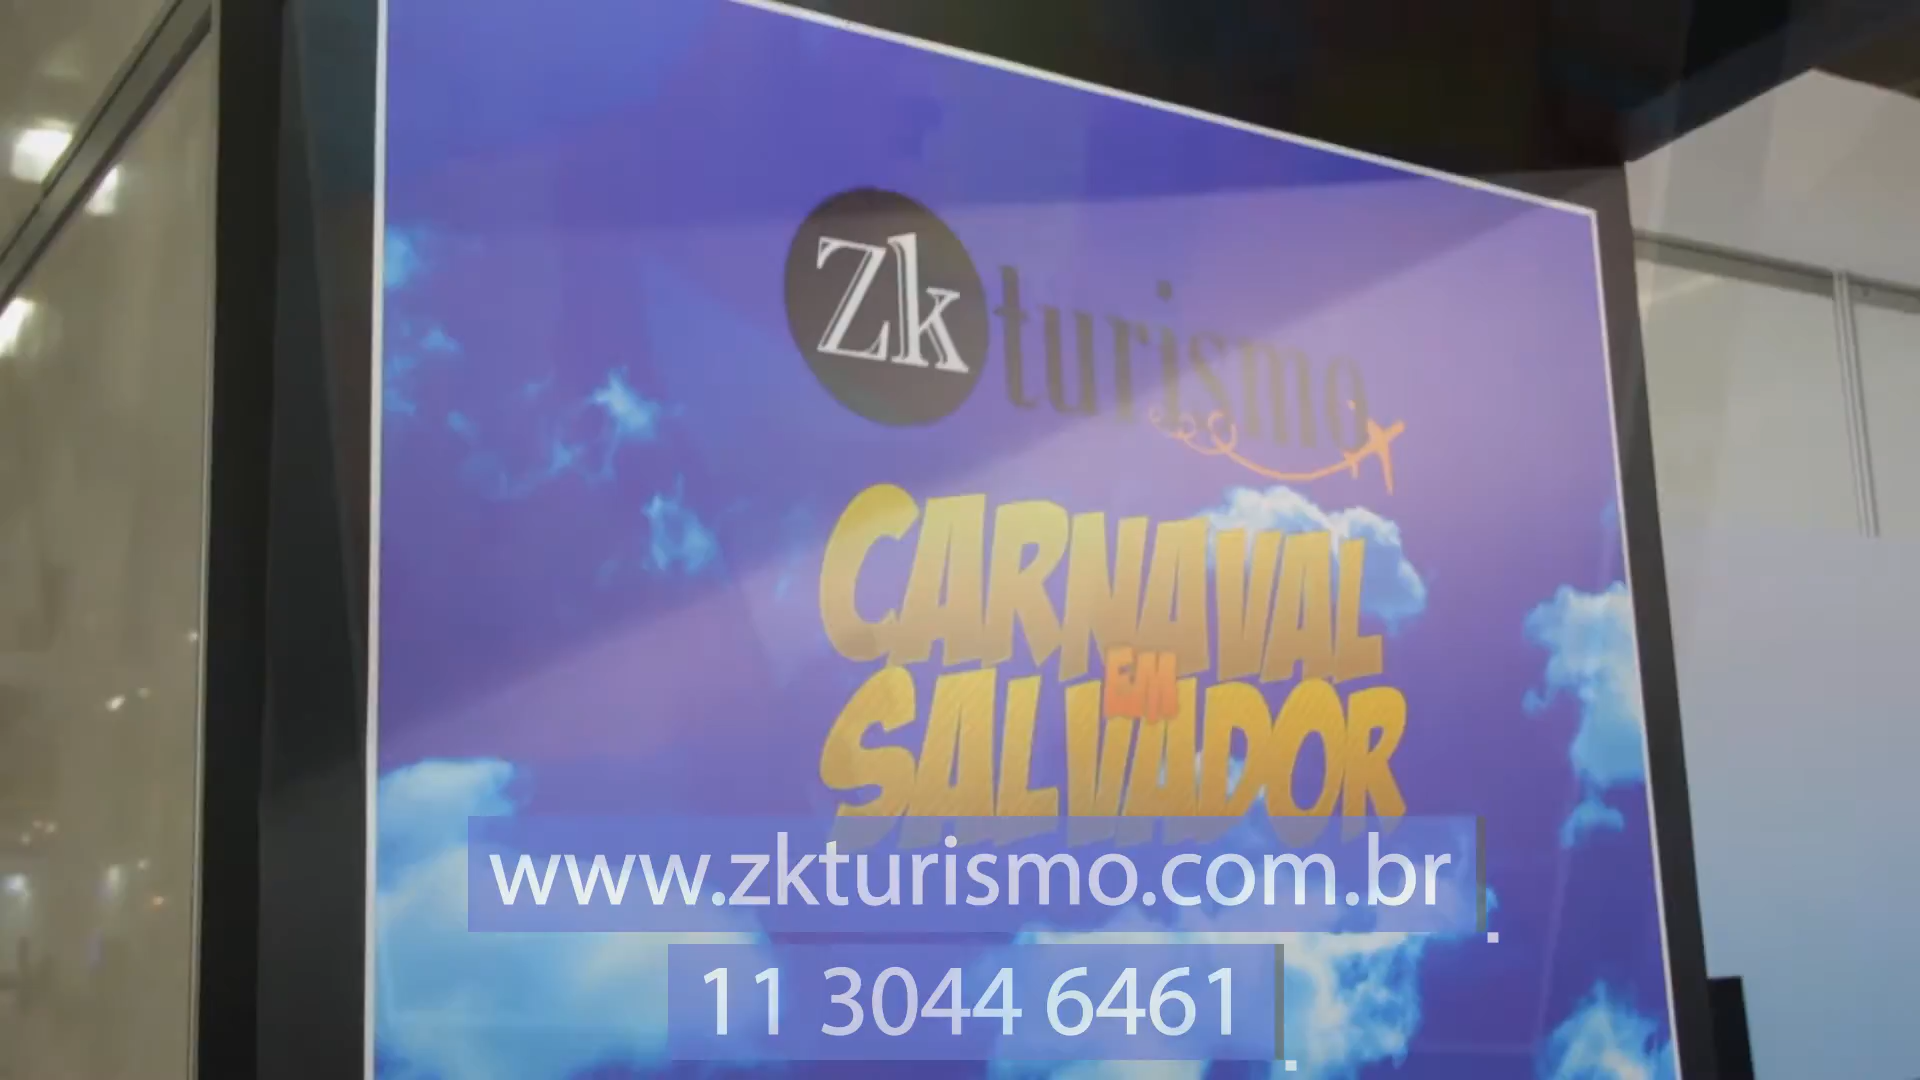 Zk turismo
CARNAVAL
EM
SALVADOR
www.zkturismo.com.br
11 3044 6461